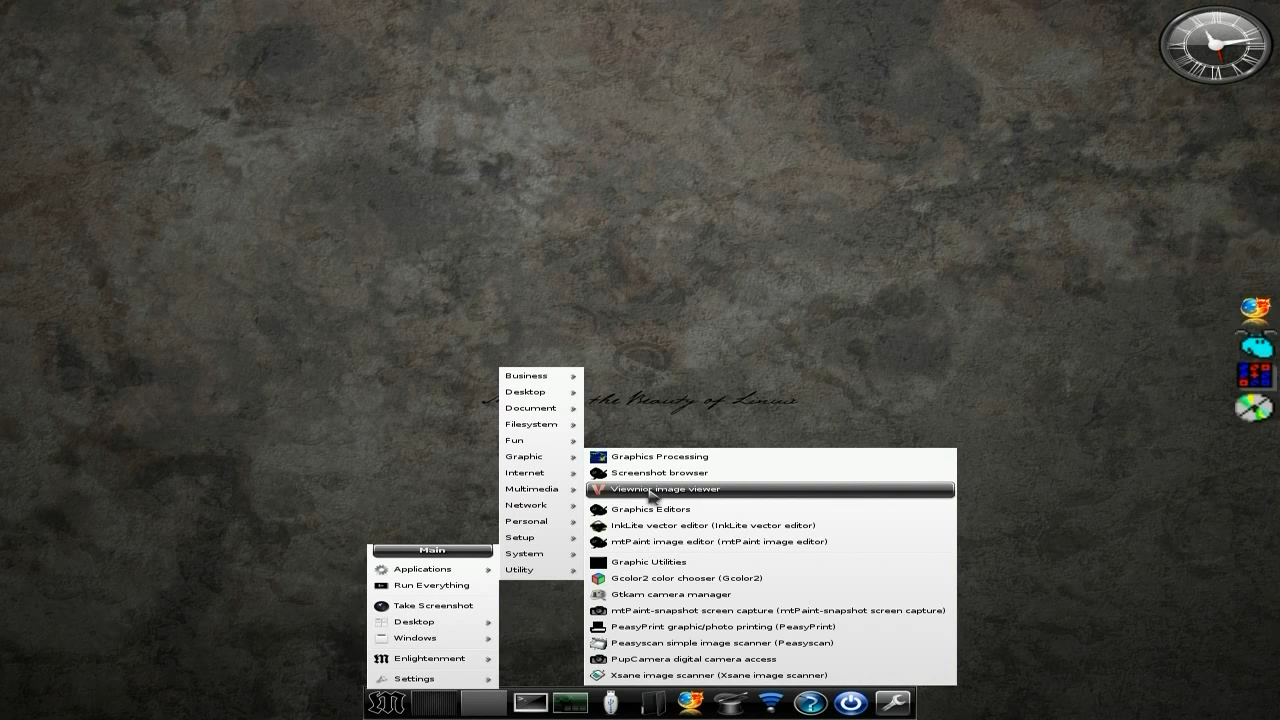 the Beauty of Linux
Business
Desktop
Document
Filesystem
Fun
Graphic
Internet
Multimedia
Network
Personal
Setup
System
Utility
Graphics Processing
Screenshot browser
Viewnior image viewer
Graphics Editors
InkLite vector editor (InkLite vector editor)
mtPaint image editor (mtPaint image editor)
Graphic Utilities
Gcolor2 color chooser (Gcolor2)
Gtkam camera manager
mtPaint-snapshot screen capture (mtPaint-snapshot screen capture)
PeasyPrint graphic/photo printing (PeasyPrint)
Peasyscan simple image scanner (Peasyscan)
PupCamera digital camera access
Xsane image scanner (Xsane image scanner)
Main
Applications
Run Everything
Take Screenshot
Desktop
Windows
Enlightenment
Settings